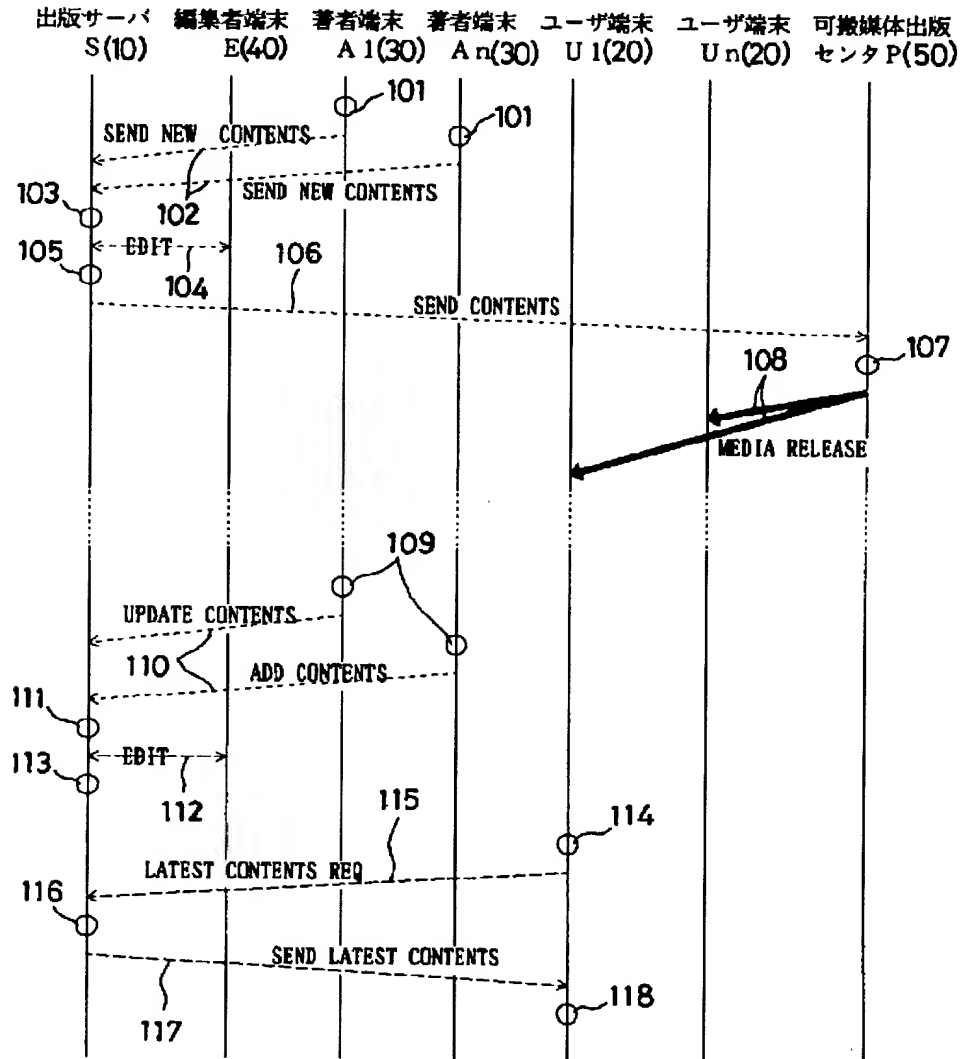 出版サーバ 編集者端末 著者端末 著者端末 ユーザ端末 ユーザ端末 可搬媒体出版
S(10) E(40) A1(30) An(30) U1(20) Un(20) センタP(50)
101
101
SEND NEW CONTENTS
SEND NEW CONTENTS
103
102
EDIT
105
104
106
SEND CONTENTS
107
108
MEDIA RELEASE
109
UPDATE CONTENTS
110
ADD CONTENTS
111
EDIT
113
112
115
114
LATEST CONTENTS REQ
116
SEND LATEST CONTENTS
118
117